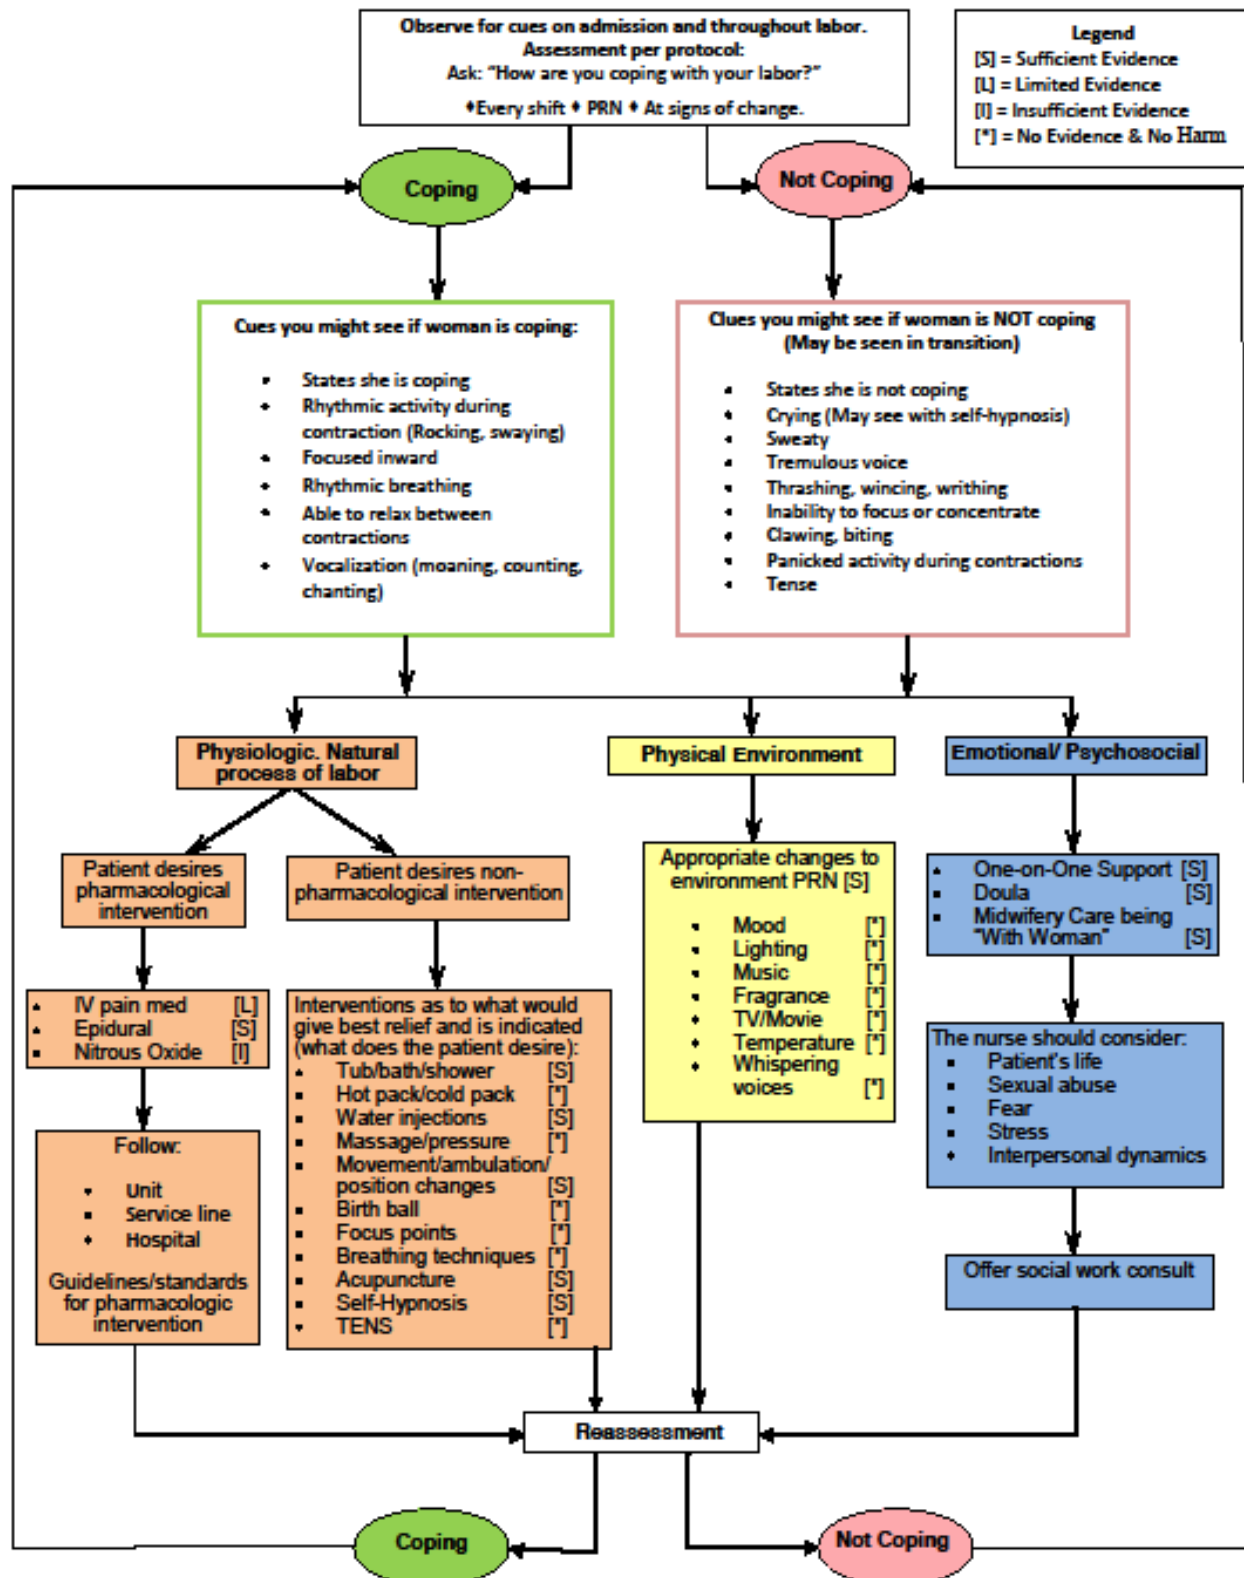 Observe for cues on admission and throughout labor.
Assessment per protocol:
Ask: "How are you coping with your labor?"
♦Every shift ♦ PRN ♦ At signs of change.
Legend
[S] = Sufficient Evidence
[L] = Limited Evidence
[I] = Insufficient Evidence
[*] = No Evidence & No Harm
Coping
Not Coping
Cues you might see if woman is coping:
• States she is coping
• Rhythmic activity during
contraction (Rocking, swaying)
• Focused inward
• Rhythmic breathing
• Able to relax between
contractions
• Vocalization (moaning, counting,
chanting)
Clues you might see if woman is NOT coping
(May be seen in transition)
• States she is not coping
• Crying (May see with self-hypnosis)
• Sweaty
• Tremulous voice
• Thrashing, wincing, writhing
• Inability to focus or concentrate
• Clawing, biting
• Panicked activity during contractions
• Tense
Physiologic. Natural
process of labor
Physical Environment
Emotional/ Psychosocial
Patient desires
pharmacological
intervention
Patient desires non-
pharmacological intervention
• IV pain med [L]
• Epidural [S]
• Nitrous Oxide [I]
Follow:
• Unit
• Service line
• Hospital
Guidelines/standards
for pharmacologic
intervention
Interventions as to what would
give best relief and is indicated
(what does the patient desire):
• Tub/bath/shower [S]
• Hot pack/cold pack [*]
• Water injections [S]
• Massage/pressure [*]
• Movement/ambulation/
position changes [S]
• Birth ball [*]
• Focus points [*]
• Breathing techniques [*]
• Acupuncture [S]
• Self-Hypnosis [S]
• TENS [*]
Appropriate changes to
environment PRN [S]
• Mood [*]
• Lighting [*]
• Music [*]
• Fragrance [*]
• TV/Movie [*]
• Temperature [*]
• Whispering
voices [*]
• One-on-One Support [S]
• Doula [S]
• Midwifery Care being
"With Woman" [S]
The nurse should consider:
• Patient's life
• Sexual abuse
• Fear
• Stress
• Interpersonal dynamics
Offer social work consult
Reassessment
Coping
Not Coping